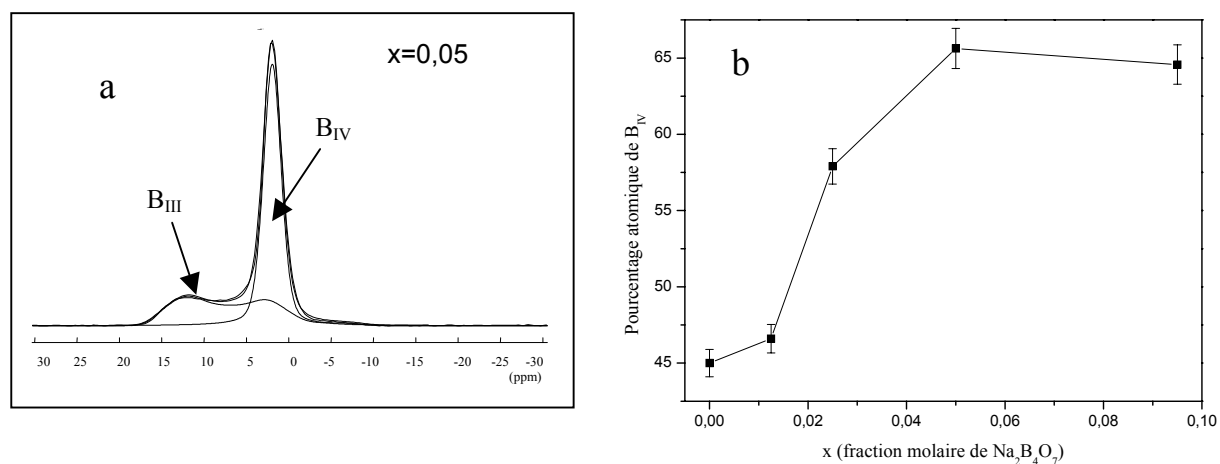 a
x=0,05
B_IV
B_III
30 25 20 15 10 5 0 -5 -10 -15 -20 -25 -30
(ppm)
b
Pourcentage atomique de B_IV
65
60
55
50
45
0,00 0,02 0,04 0,06 0,08 0,10
x (fraction molaire de Na₂B₄O₇)